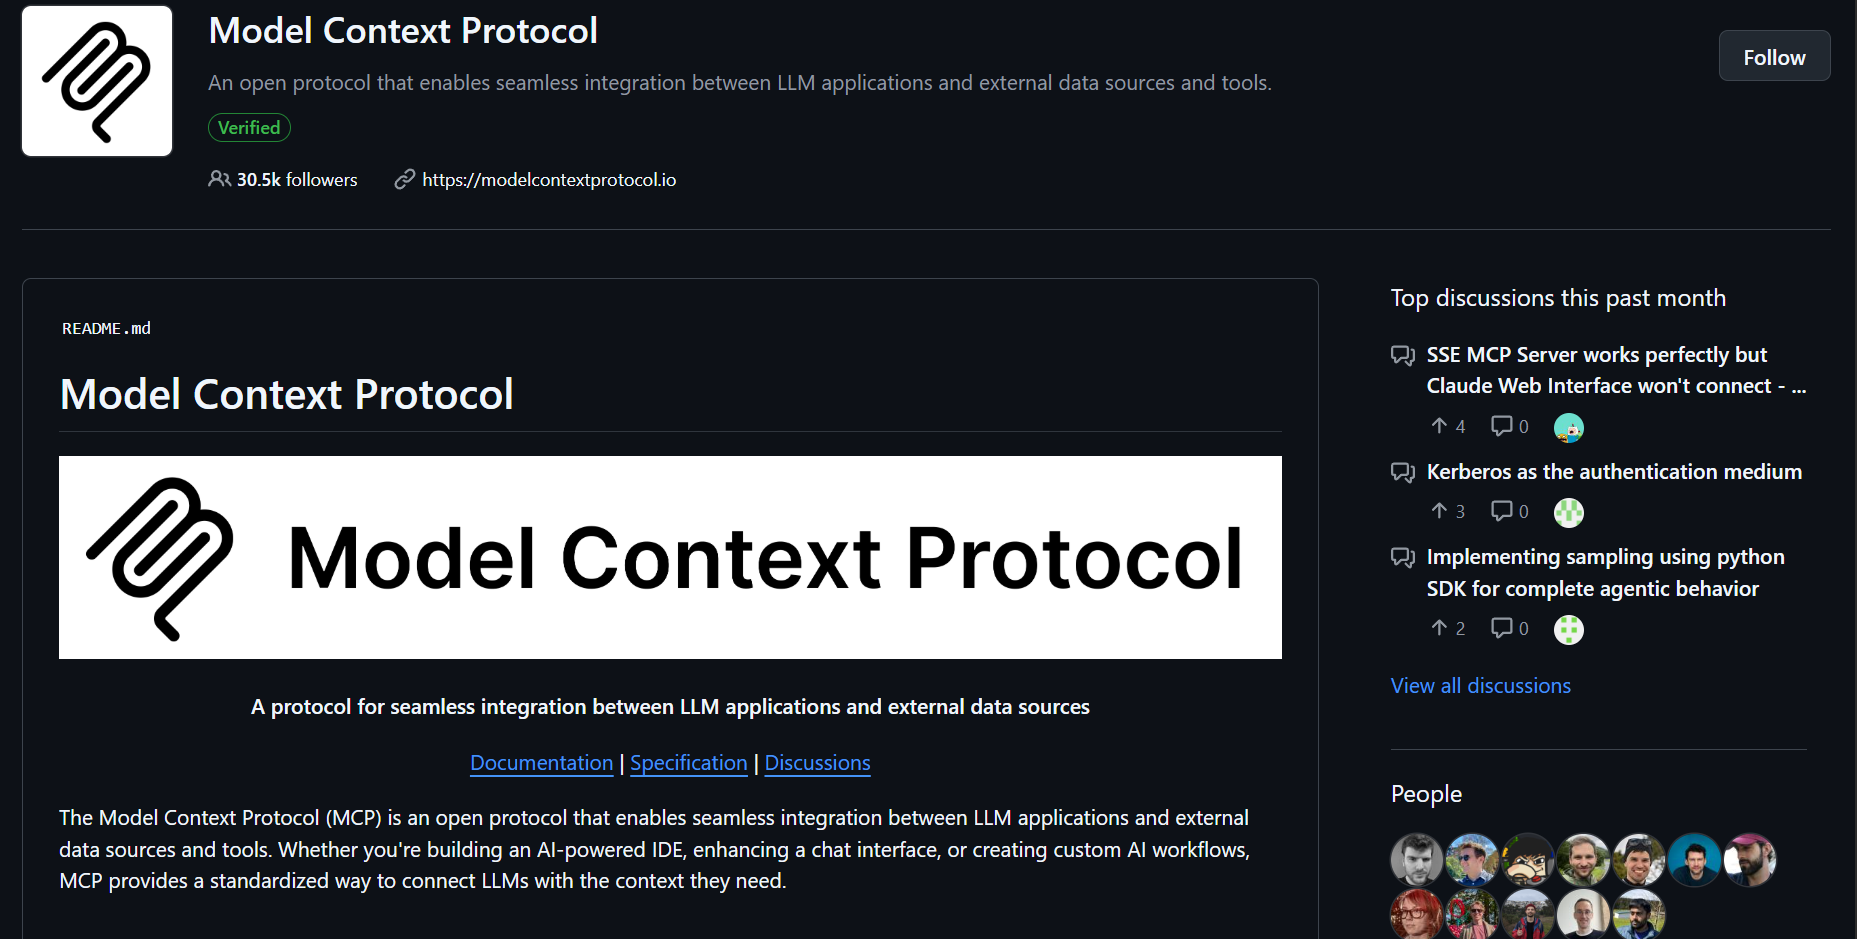 Model Context Protocol
Follow
An open protocol that enables seamless integration between LLM applications and external data sources and tools.
Verified
30.5k followers
https://modelcontextprotocol.io
README.md
Model Context Protocol
Model Context Protocol
A protocol for seamless integration between LLM applications and external data sources
Documentation | Specification | Discussions
The Model Context Protocol (MCP) is an open protocol that enables seamless integration between LLM applications and external
data sources and tools. Whether you're building an AI-powered IDE, enhancing a chat interface, or creating custom AI workflows,
MCP provides a standardized way to connect LLMs with the context they need.
Top discussions this past month
SSE MCP Server works perfectly but
Claude Web Interface won't connect - ...
4 0
Kerberos as the authentication medium
3 0
Implementing sampling using python
SDK for complete agentic behavior
2 0
View all discussions
People